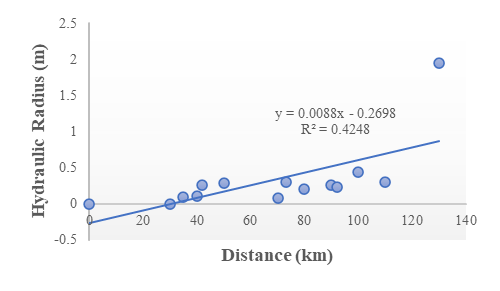 2.5
2
1.5
1
0.5
0
-0.5
Hydraulic Radius (m)
y = 0.0088x - 0.2698
R² = 0.4248
0 20 40 60 80 100 120 140
Distance (km)